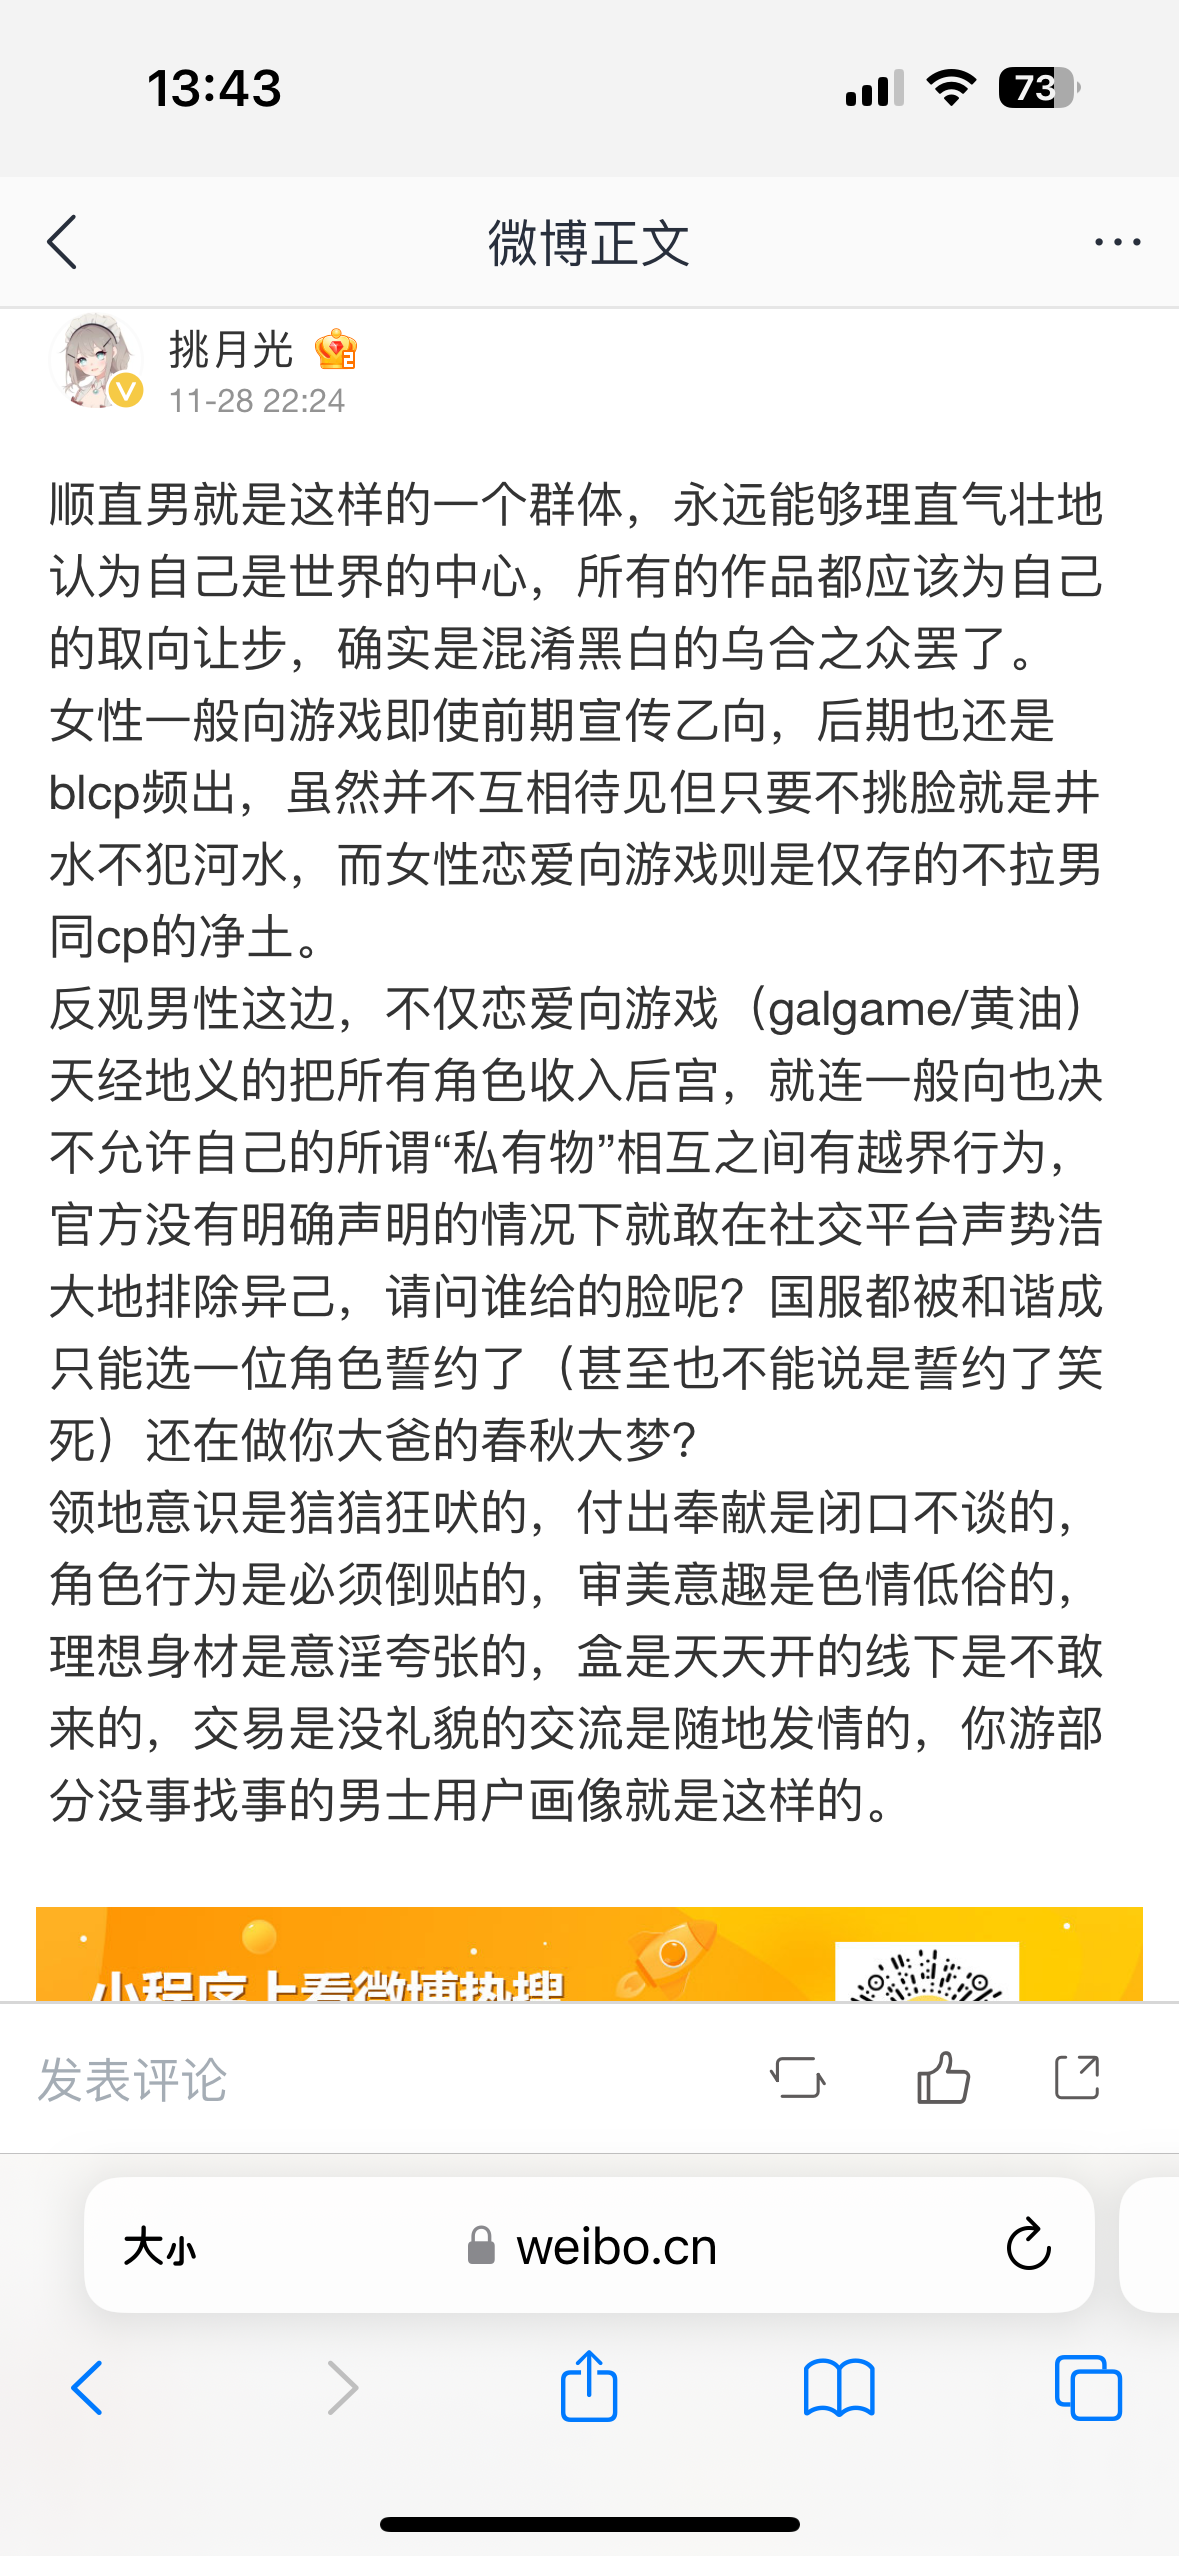 13:43
73
微博正文
挑月光
2
V
11-28 22:24
顺直男就是这样的一个群体，永远能够理直气壮地
认为自己是世界的中心，所有的作品都应该为自己
的取向让步，确实是混淆黑白的乌合之众罢了。
女性一般向游戏即使前期宣传乙向，后期也还是
blcp频出，虽然并不互相待见但只要不挑脸就是井
水不犯河水，而女性恋爱向游戏则是仅存的不拉男
同cp的净土。
反观男性这边，不仅恋爱向游戏（galgame/黄油）
天经地义的把所有角色收入后宫，就连一般向也决
不允许自己的所谓“私有物”相互之间有越界行为，
官方没有明确声明的情况下就敢在社交平台声势浩
大地排除异己，请问谁给的脸呢？国服都被和谐成
只能选一位角色誓约了（甚至也不能说是誓约了笑
死）还在做你大爸的春秋大梦?
领地意识是狺狺狂吠的，付出奉献是闭口不谈的，
角色行为是必须倒贴的，审美意趣是色情低俗的，
理想身材是意淫夸张的，盒是天天开的线下是不敢
来的，交易是没礼貌的交流是随地发情的，你游部
分没事找事的男士用户画像就是这样的。
小程序上看微博热搜
发表评论
大小
weibo.cn